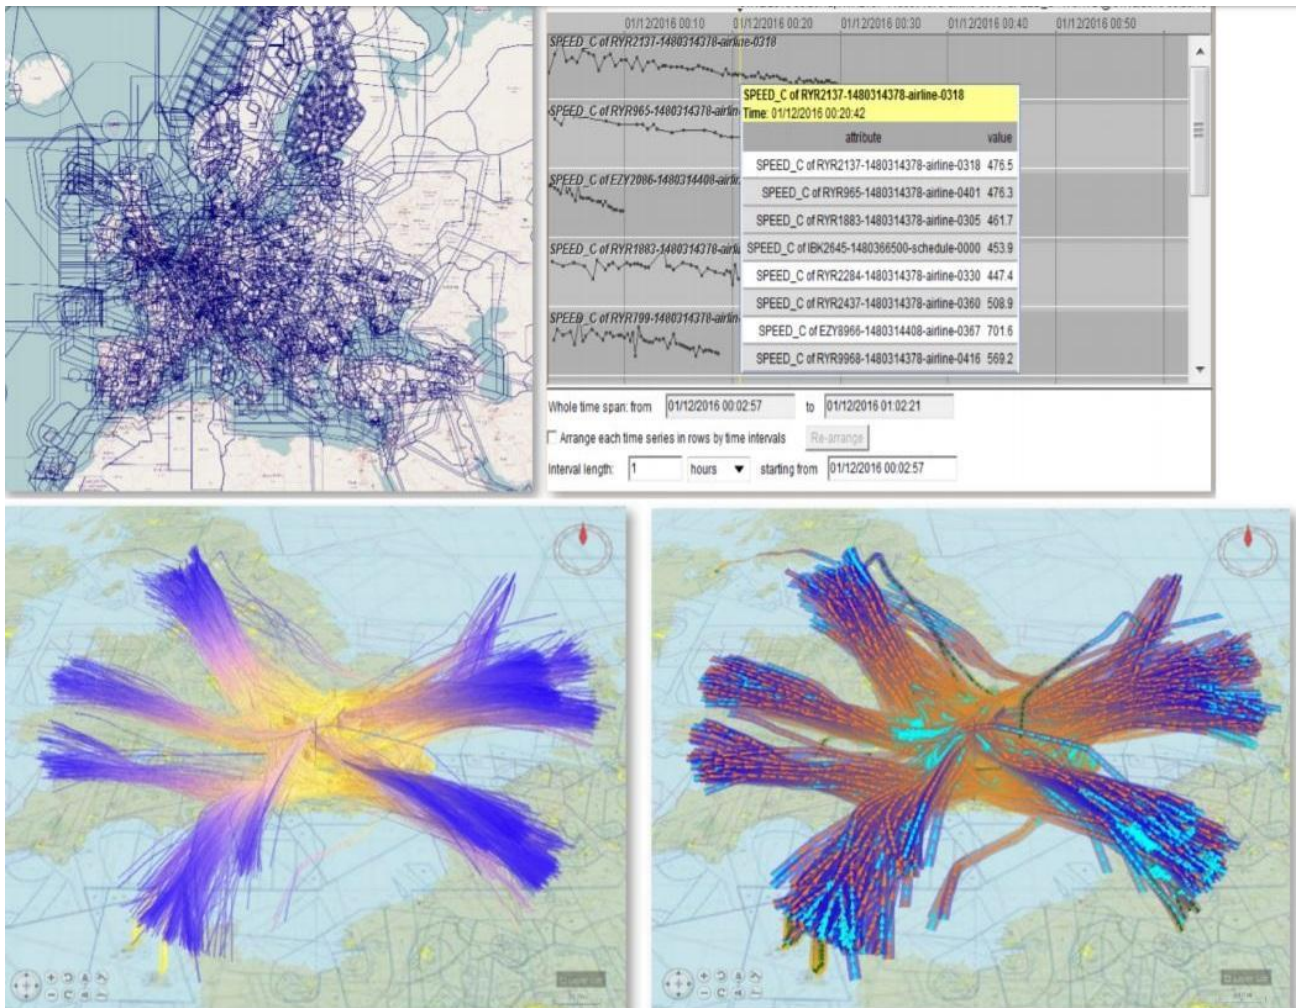 01/12/2016 00:10 01/12/2016 00:20 01/12/2016 00:30 01/12/2016 00:40 01/12/2016 00:50
SPEED_C of RYR2137-1480314378-airline-0318
SPEED_C of RYR2137-1480314378-airline-0318
Time: 01/12/2016 00:20:42
attribute value
SPEED_C of RYR965-1480314378-airlin
SPEED_C of RYR2137-1480314378-airline-0318 476.5
SPEED_C of RYR965-1480314378-airline-0401 476.3
SPEED_C of EZY2086-1480314408-airlin
SPEED_C of RYR1883-1480314378-airline-0305 461.7
SPEED_C of RYR1883-1480314378-airlin
SPEED_C of IBK2645-1480366500-schedule-0000 453.9
SPEED_C of RYR2284-1480314378-airline-0330 447.4
SPEED_C of RYR2437-1480314378-airline-0360 508.9
SPEED_C of RYR799-1480314378-airlin
SPEED_C of EZY8966-1480314408-airline-0367 701.6
SPEED_C of RYR9968-1480314378-airline-0416 569.2
Whole time span: from 01/12/2016 00:02:57 to 01/12/2016 01:02:21
Arrange each time series in rows by time intervals Re-arrange
Interval length: 1 hours starting from 01/12/2016 00:02:57